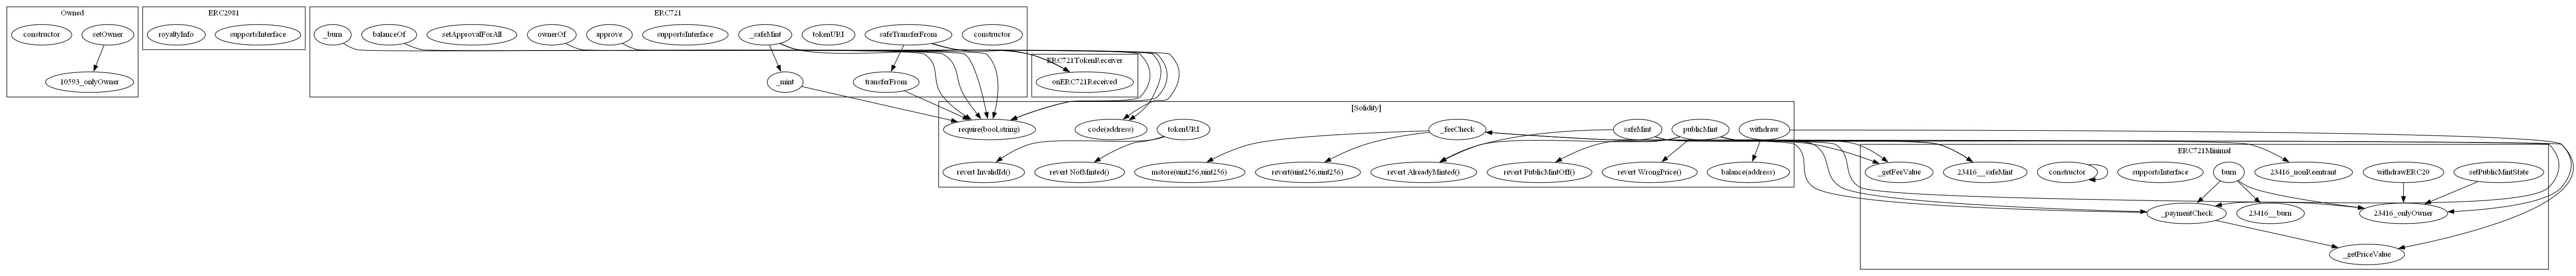 Owned
constructor
setOwner
10593_onlyOwner
ERC2981
royaltyInfo
supportsInterface
ERC721
_burn
balanceOf
setApprovalForAll
ownerOf
approve
supportsInterface
_safeMint
tokenURI
safeTransferFrom
constructor
_mint
transferFrom
ERC721TokenReceiver
onERC721Received
[Solidity]
require(bool,string)
code(address)
tokenURI
_feeCheck
safeMint
publicMint
withdraw
revert InvalidId()
revert NotMinted()
mstore(uint256,uint256)
revert(uint256,uint256)
revert AlreadyMinted()
revert PublicMintOff()
revert WrongPrice()
balance(address)
ERC721Minimal
_getFeeValue
23416__safeMint
constructor
supportsInterface
burn
23416_nonReentrant
withdrawERC20
setPublicMintState
_paymentCheck
23416__burn
23416_onlyOwner
_getPriceValue